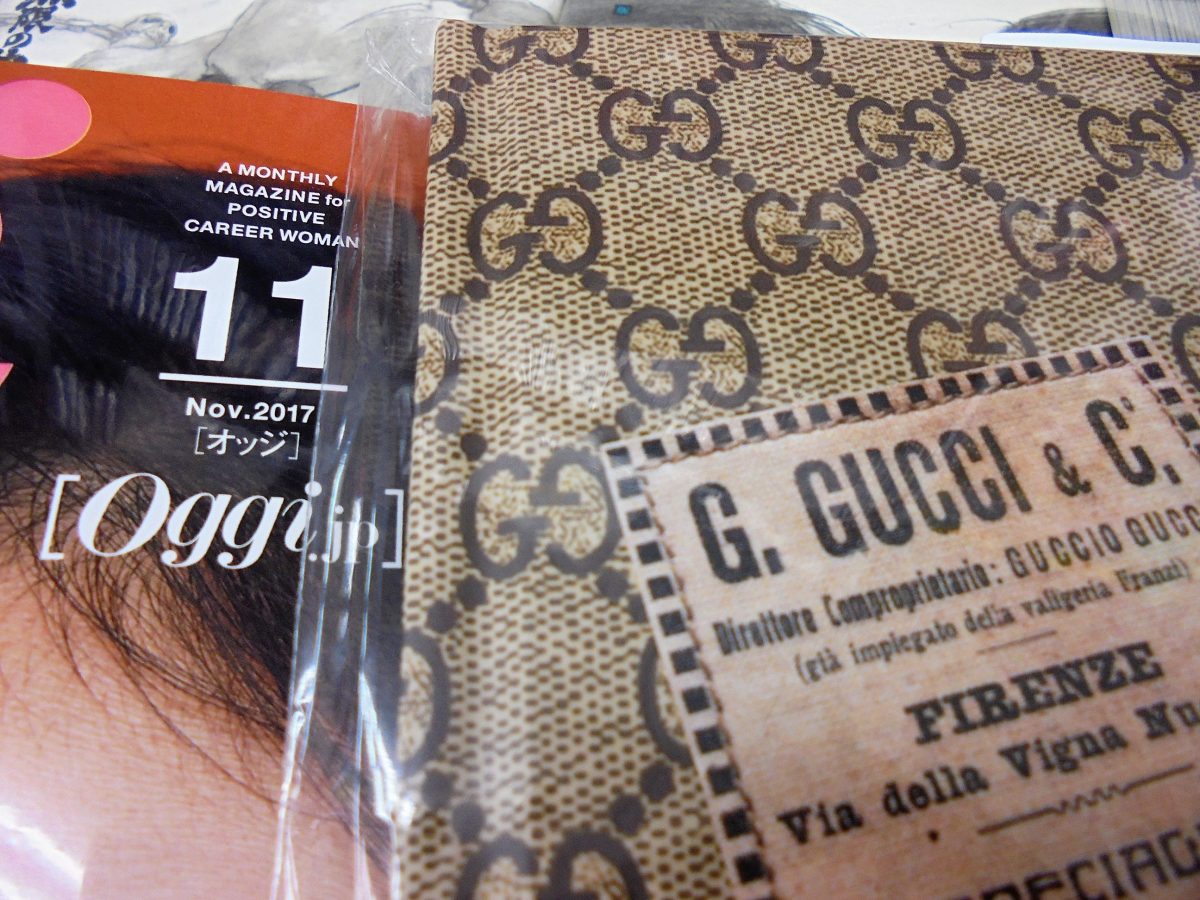 A MONTHLY
MAGAZINE for
POSITIVE
CAREER WOMAN
11
Nov.2017
[オッジ]
[Oggi.jp]
G. GUCCI & C.
Direttore Comproprietario: GUCCIO GUCC
(già impiegato della valigeria Franzi)
FIRENZE
Via della Vigna Nu